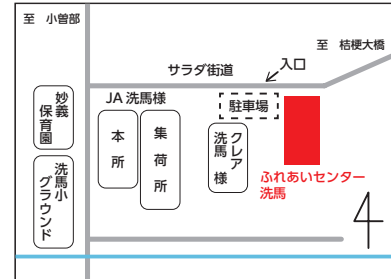 至 小曽部
至 桔梗大橋
サラダ街道
入口
駐車場
JA 洗馬様
妙義
保育園
本所
集荷所
クレア
洗馬様
洗馬小
グラウンド
ふれあいセンター
洗馬